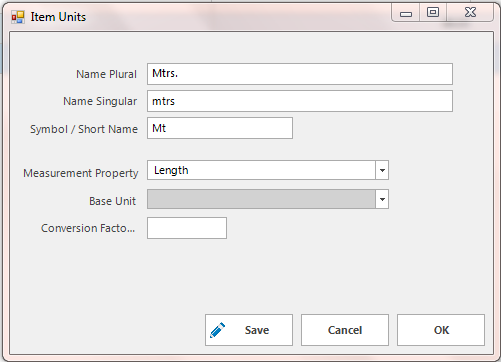 Item Units
Name Plural Mtrs.
Name Singular mtrs
Symbol / Short Name Mt
Measurement Property Length
Base Unit
Conversion Facto...
Save Cancel OK